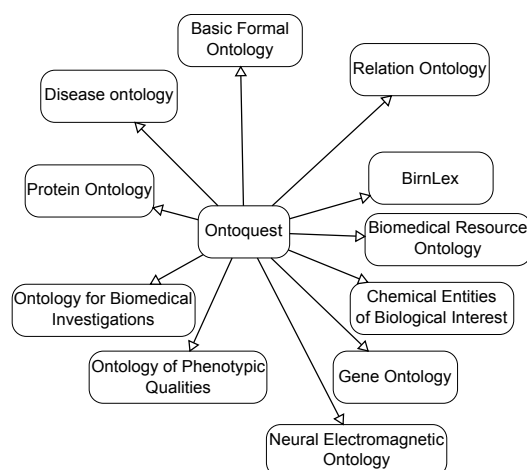 Basic Formal
Ontology
Relation Ontology
Disease ontology
BirnLex
Protein Ontology
Ontoquest
Biomedical Resource
Ontology
Ontology for Biomedical
Investigations
Chemical Entities
of Biological Interest
Ontology of Phenotypic
Qualities
Gene Ontology
Neural Electromagnetic
Ontology